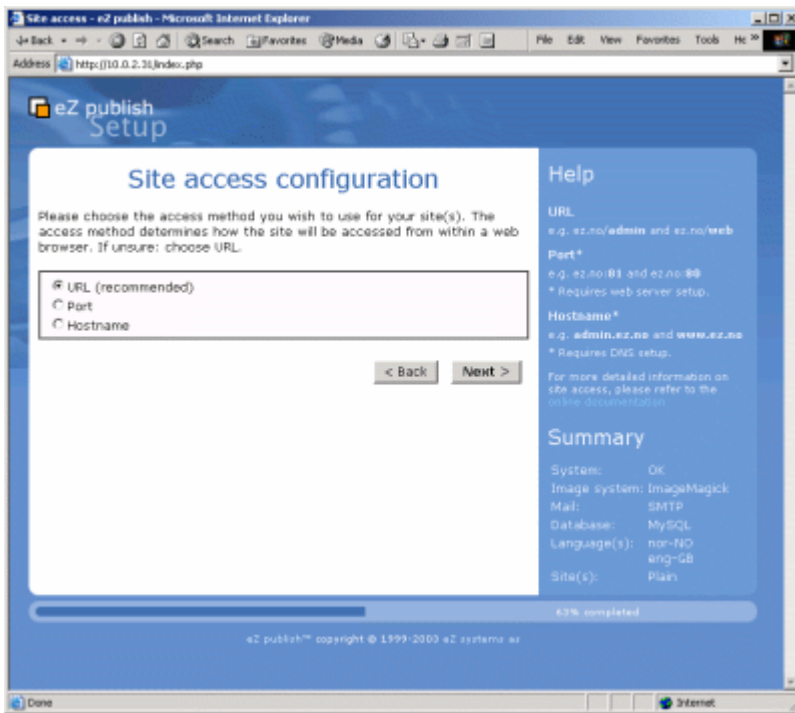 Site access - eZ publish - Microsoft Internet Explorer
Back Search Favorites Media File Edit View Favorites Tools He »
Address http://10.0.2.31/index.php
eZ publish
Setup
Site access configuration
Please choose the access method you wish to use for your site(s). The
access method determines how the site will be accessed from within a web
browser. If unsure: choose URL.
URL (recommended)
Port
Hostname
< Back Next >
Help
URL
e.g. ez.no/admin and ez.no/web
Port*
e.g. ez.no:81 and ez.no:80
* Requires web server setup.
Hostname*
e.g. admin.ez.no and www.ez.no
* Requires DNS setup.
For more detailed information on
site access, please refer to the
online documentation
Summary
System: OK
Image system: ImageMagick
Mail: SMTP
Database: MySQL
Language(s): nor-NO
eng-GB
Site(s): Plain
63% completed
eZ publish™ copyright © 1999-2003 eZ systems as
Done Internet